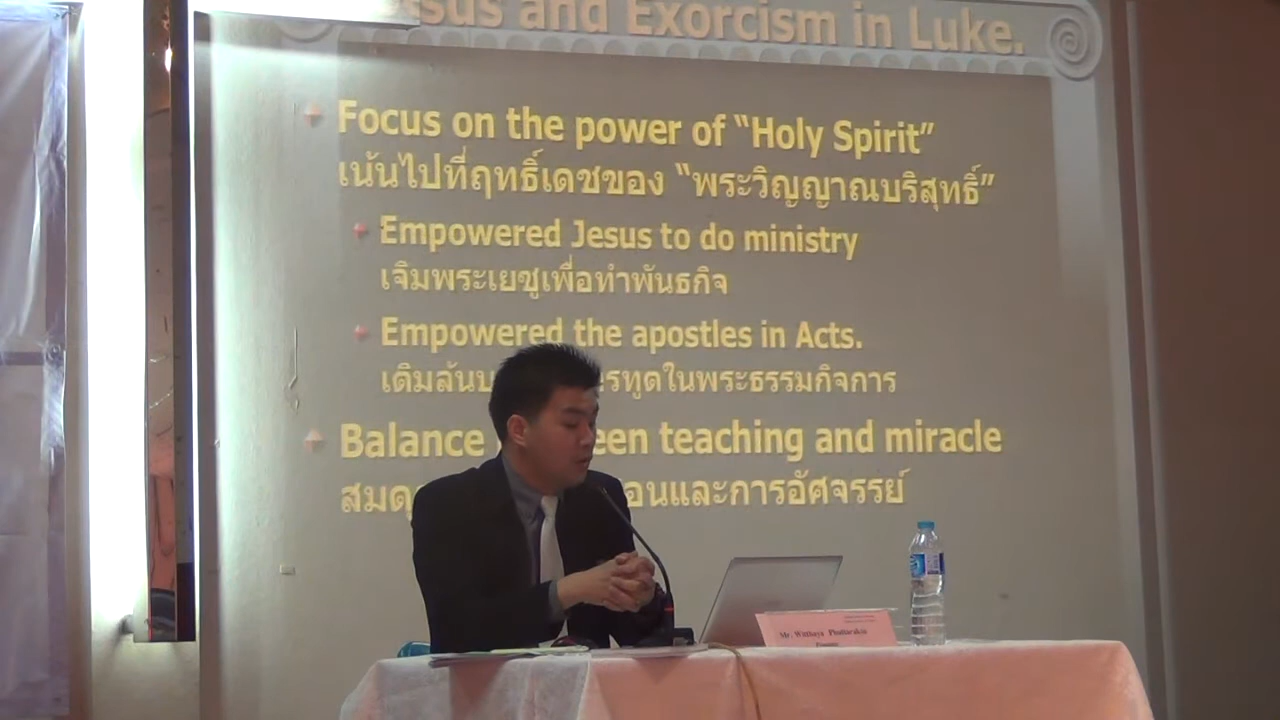 sus and Exorcism in Luke.
Focus on the power of “Holy Spirit”
เน้นไปที่ฤทธิ์เดชของ “พระวิญญาณบริสุทธิ์”
Empowered Jesus to do ministry
เจิมพระเยซูเพื่อทำพันธกิจ
Empowered the apostles in Acts.
เติมล้นบ รทูตในพระธรรมกิจการ
Balance een teaching and miracle
สมดุ อนและการอัศจรรย์
Mr. Witthaya